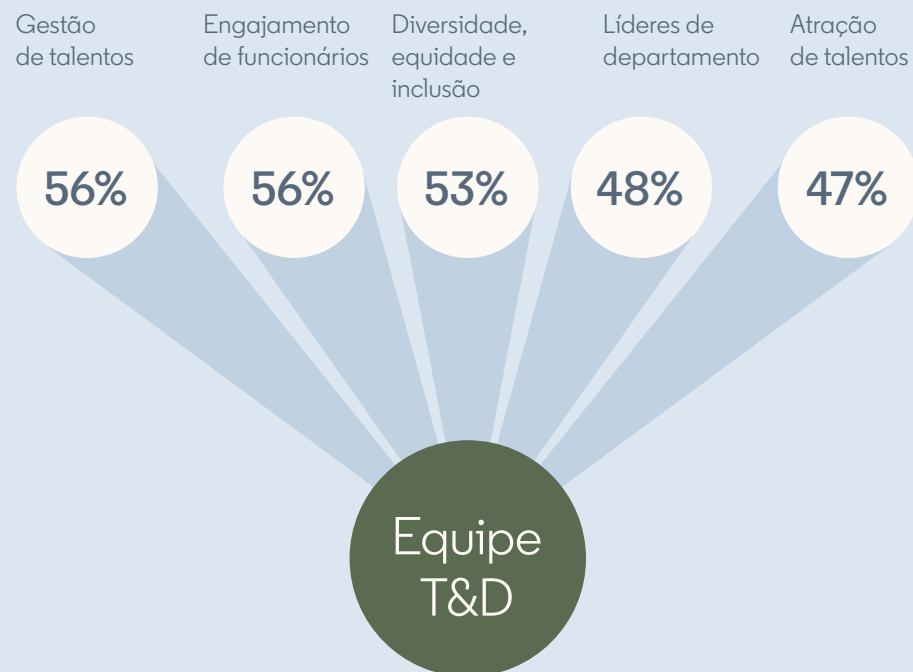 Gestão
de talentos
Engajamento
de funcionários
Diversidade,
equidade e
inclusão
Líderes de
departamento
Atração
de talentos
56%
56%
53%
48%
47%
Equipe
T&D